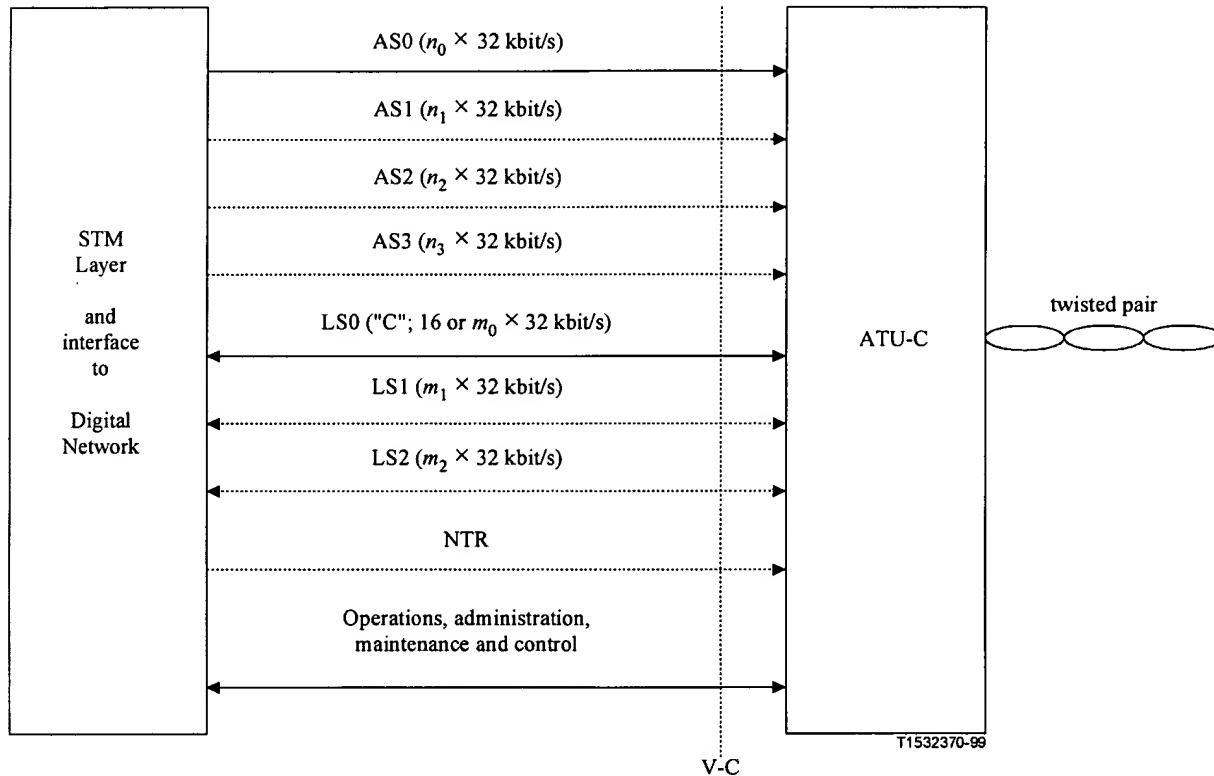 AS0 (n₀ × 32 kbit/s)
AS1 (n₁ × 32 kbit/s)
AS2 (n₂ × 32 kbit/s)
AS3 (n₃ × 32 kbit/s)
STM
Layer
and
interface
to
Digital
Network
LS0 ("C"; 16 or m₀ × 32 kbit/s)
LS1 (m₁ × 32 kbit/s)
LS2 (m₂ × 32 kbit/s)
NTR
Operations, administration,
maintenance and control
ATU-C
twisted pair
T1532370-99
V-C